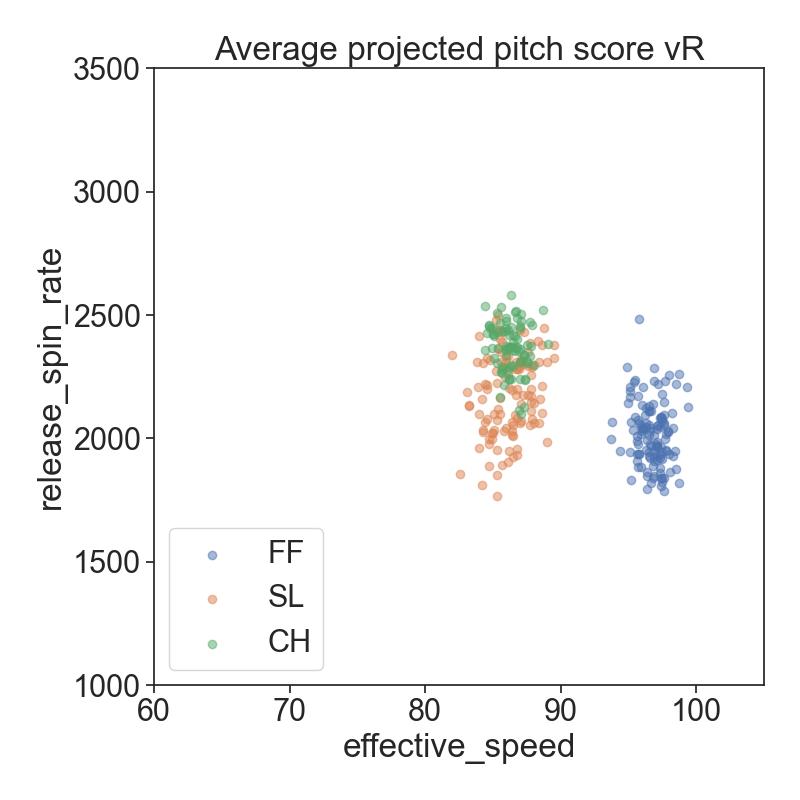 Average projected pitch score vR
3500
3000
2500
2000
1500
1000
release_spin_rate
FF
SL
CH
60 70 80 90 100
effective_speed